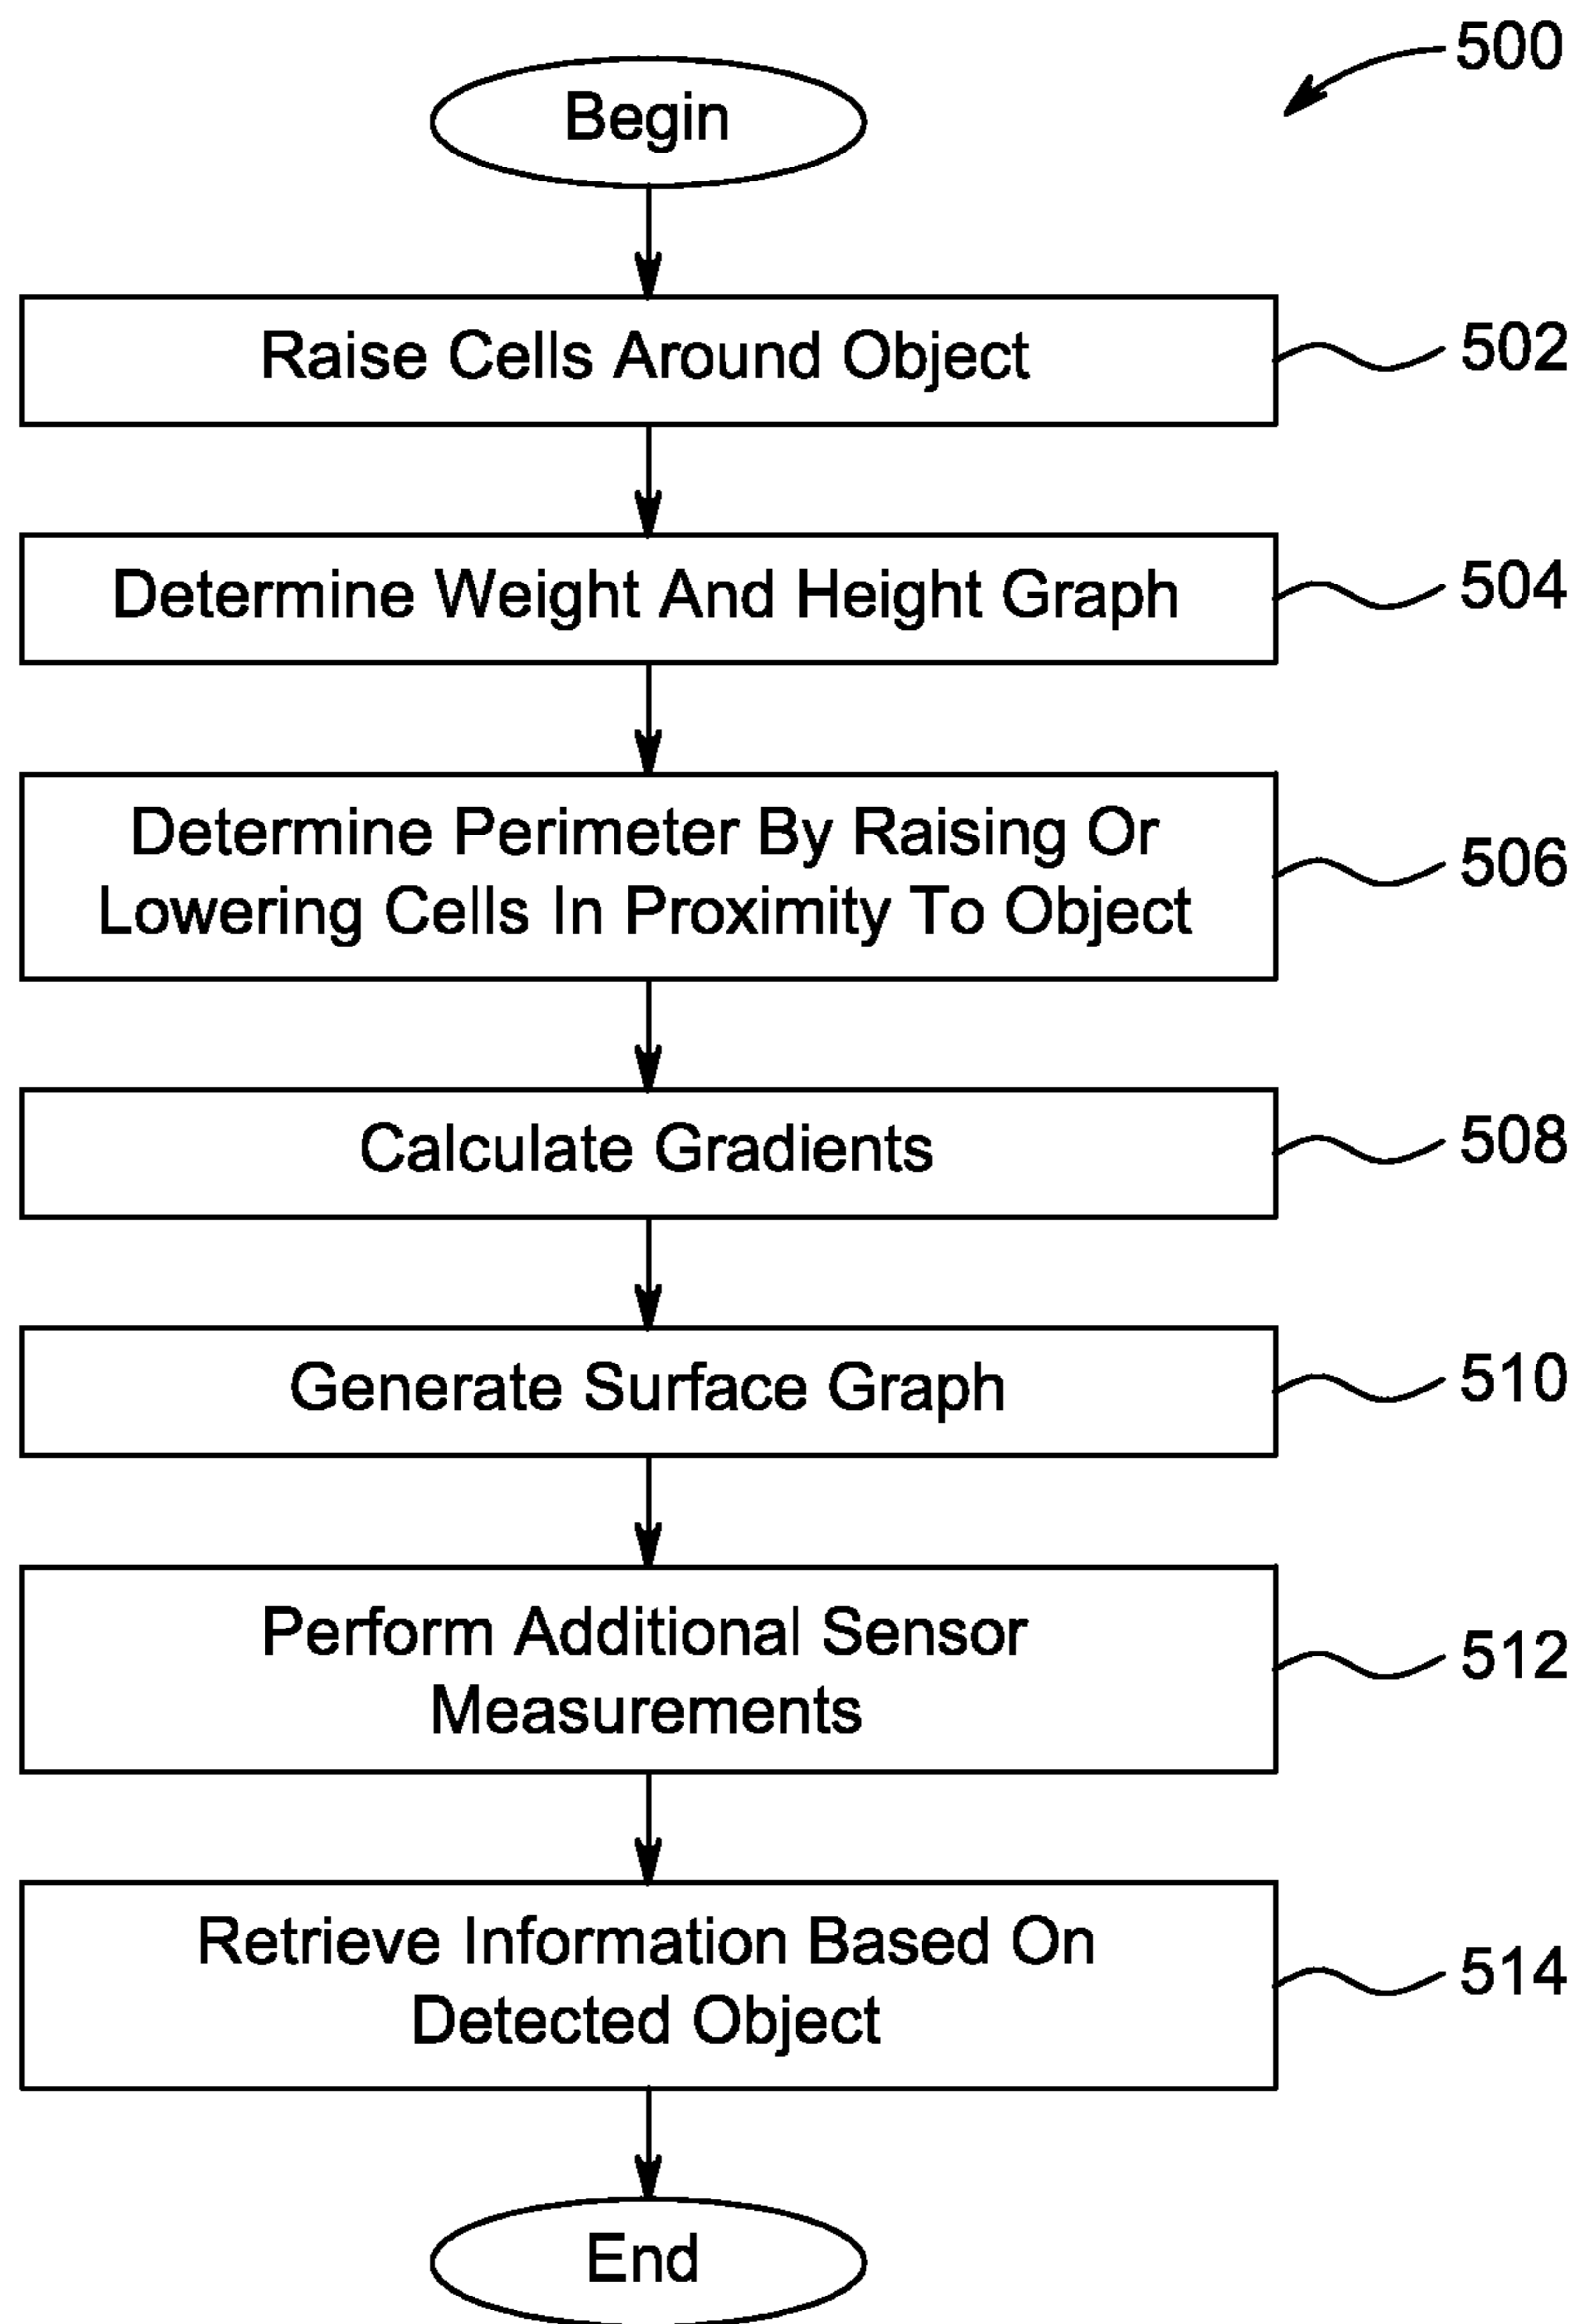 500
Begin
Raise Cells Around Object
502
Determine Weight And Height Graph
504
Determine Perimeter By Raising Or
Lowering Cells In Proximity To Object
506
Calculate Gradients
508
Generate Surface Graph
510
Perform Additional Sensor
Measurements
512
Retrieve Information Based On
Detected Object
514
End